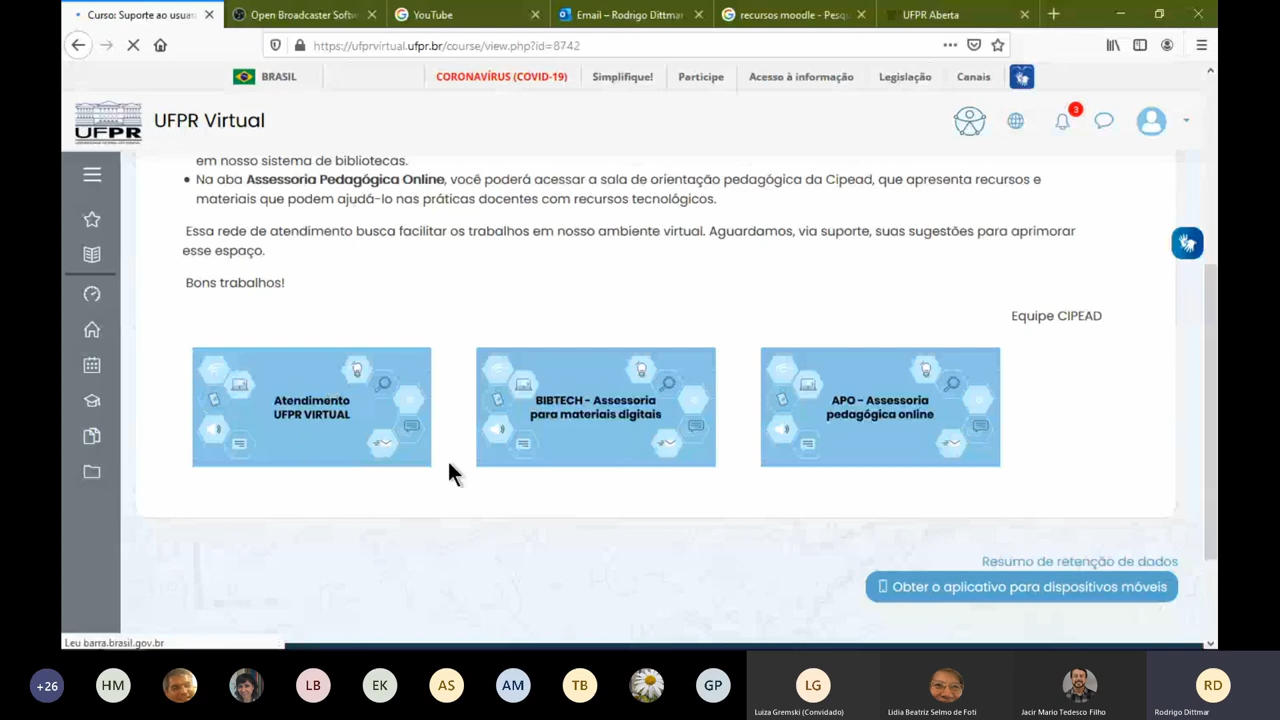 Curso: Suporte ao usuar
Open Broadcaster Softw
YouTube
Email – Rodrigo Dittmar
recursos moodle - Pesqu
UFPR Aberta
https://ufprvirtual.ufpr.br/course/view.php?id=8742
BRASIL
CORONAVÍRUS (COVID-19)
Simplifique!
Participe
Acesso à informação
Legislação
Canais
UFPR
UFPR Virtual
3
em nosso sistema de bibliotecas.
Na aba Assessoria Pedagógica Online, você poderá acessar a sala de orientação pedagógica da Cipead, que apresenta recursos e
materiais que podem ajudá-lo nas práticas docentes com recursos tecnológicos.
Essa rede de atendimento busca facilitar os trabalhos em nosso ambiente virtual. Aguardamos, via suporte, suas sugestões para aprimorar
esse espaço.
Bons trabalhos!
Equipe CIPEAD
Atendimento
UFPR VIRTUAL
BIBTECH - Assessoria
para materiais digitais
APO - Assessoria
pedagógica online
Resumo de retenção de dados
Obter o aplicativo para dispositivos móveis
Leu barra.brasil.gov.br
+26
HM
LB
EK
AS
AM
TB
GP
LG
RD
Luiza Gremski (Convidado)
Lidia Beatriz Selmo de Foti
Jacir Mario Tedesco Filho
Rodrigo Dittmar